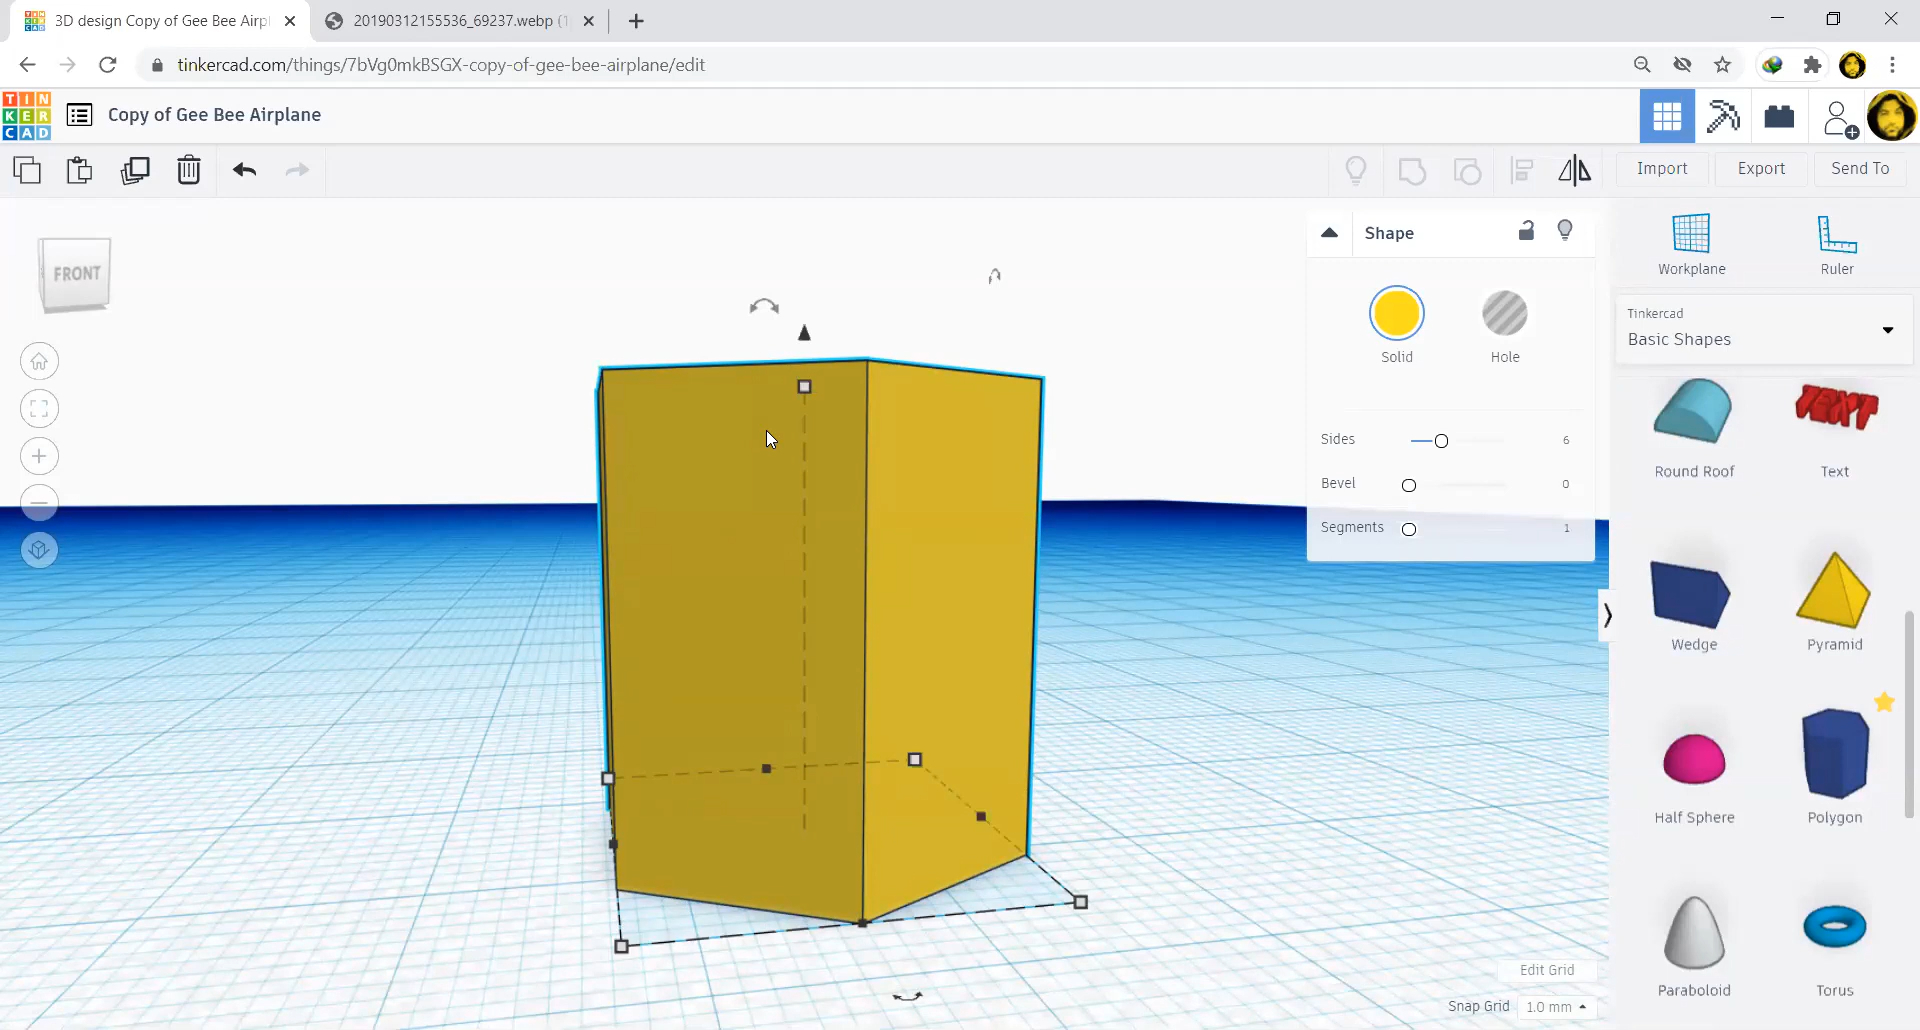 3D design Copy of Gee Bee Airpl
20190312155536_69237.webp (1
tinkercad.com/things/7bVg0mkBSGX-copy-of-gee-bee-airplane/edit
TIN
KER
CAD
Copy of Gee Bee Airplane
Import
Export
Send To
FRONT
Shape
Solid
Hole
Sides
6
Bevel
0
Segments
1
Workplane
Ruler
Tinkercad
Basic Shapes
TEXT
Round Roof
Text
Wedge
Pyramid
Half Sphere
Polygon
Paraboloid
Torus
Edit Grid
Snap Grid
1.0 mm